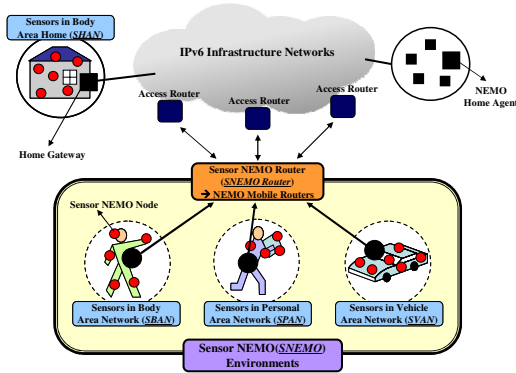 Sensors in Body
Area Home (SHAN)
IPv6 Infrastructure Networks
Access Router
Access Router
Access Router
NEMO
Home Agent
Home Gateway
Sensor NEMO Router
(SNEMO Router)
→ NEMO Mobile Routers
Sensor NEMO Node
Sensors in Body
Area Network (SBAN)
Sensors in Personal
Area Network (SPAN)
Sensors in Vehicle
Area Network (SVAN)
Sensor NEMO(SNEMO)
Environments